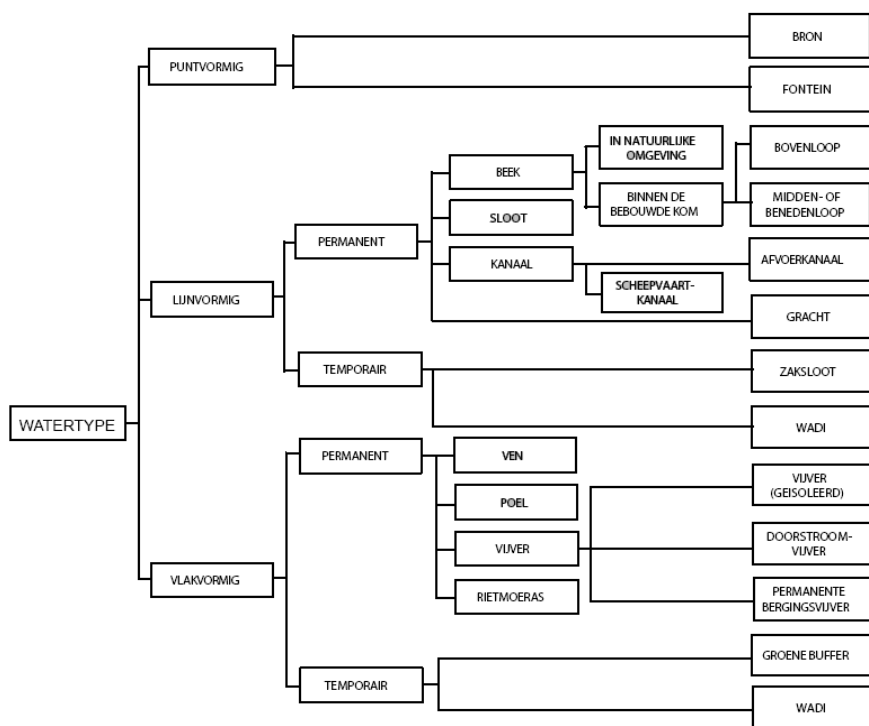 BRON
PUNTVORMIG
FONTEIN
IN NATUURLIJKE
OMGEVING
BOVENLOOP
BEEK
BINNEN DE
BEBOUWDE KOM
MIDDEN- OF
BENEDENLOOP
SLOOT
PERMANENT
KANAAL
AFVOERKANAAL
SCHEEPVAART-
KANAAL
LIJNVORMIG
GRACHT
TEMPORAIR
ZAKSLOOT
WATERTYPE
WADI
PERMANENT
VEN
VIJVER
(GEISOLEERD)
POEL
VIJVER
DOORSTROOM-
VIJVER
VLAKVORMIG
RIETMOERAS
PERMANENTE
BERGINGSVIJVER
GROENE BUFFER
TEMPORAIR
WADI